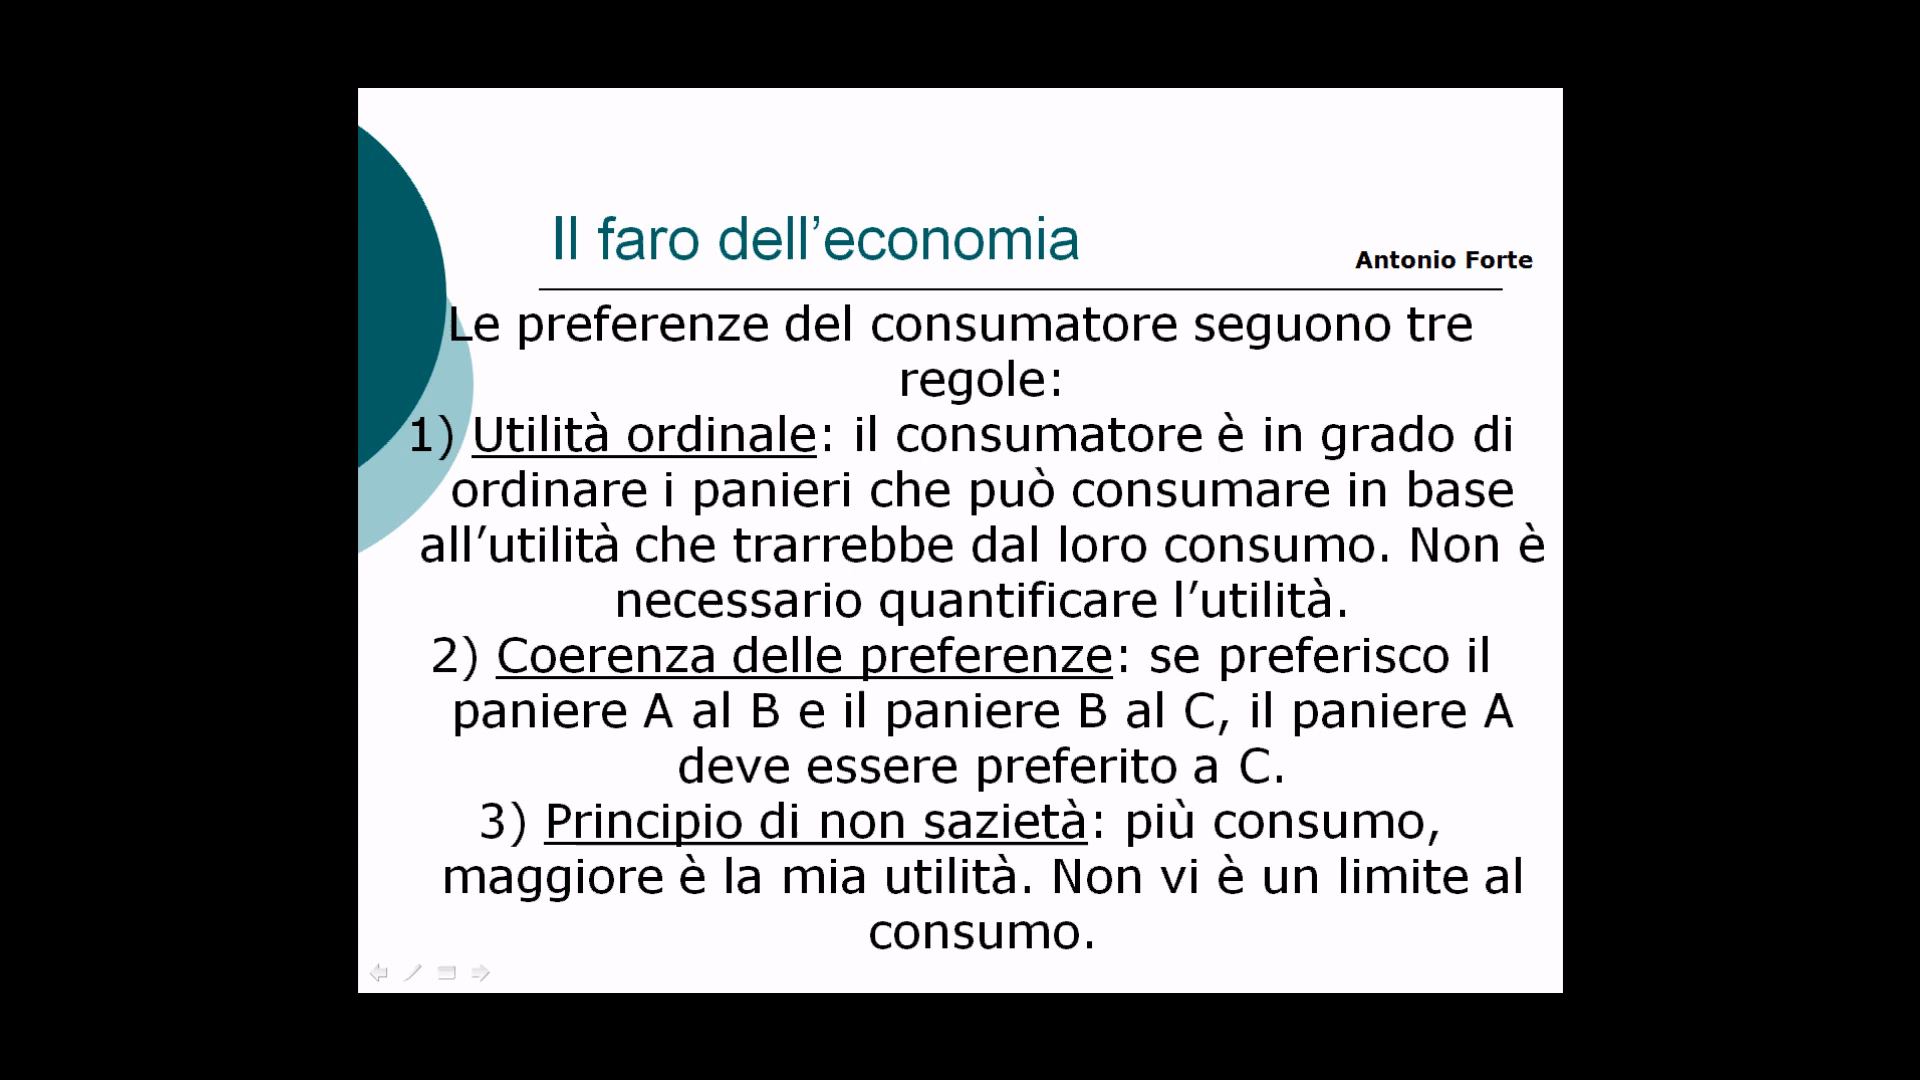 Il faro dell’economia
Antonio Forte
Le preferenze del consumatore seguono tre
regole:
1) Utilità ordinale: il consumatore è in grado di
ordinare i panieri che può consumare in base
all’utilità che trarrebbe dal loro consumo. Non è
necessario quantificare l’utilità.
2) Coerenza delle preferenze: se preferisco il
paniere A al B e il paniere B al C, il paniere A
deve essere preferito a C.
3) Principio di non sazietà: più consumo,
maggiore è la mia utilità. Non vi è un limite al
consumo.